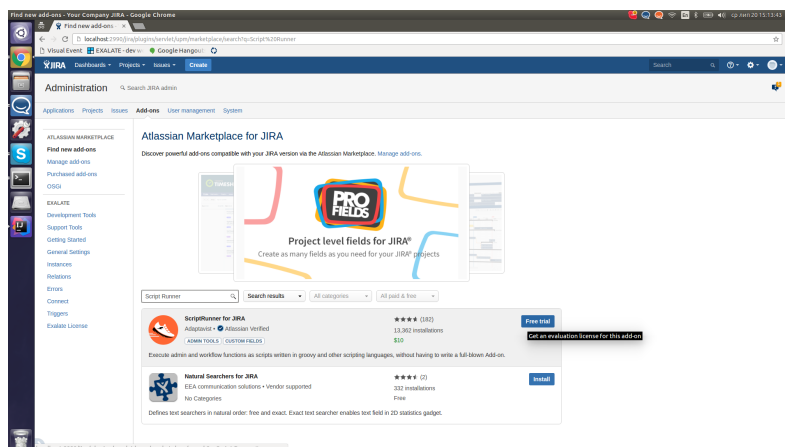 Find new add-ons - Your Company JIRA - Google Chrome
ср лип 20 15:13:43
Find new add-ons
localhost:2990/jira/plugins/servlet/upm/marketplace/search?q=Script%20Runner
Visual Event EXALATE - dev Google Hangout
JIRA Dashboards Projects Issues Create Search
Administration Search JIRA admin
Applications Projects Issues Add-ons User management System
ATLASSIAN MARKETPLACE
Find new add-ons
Manage add-ons
Purchased add-ons
OSGi
EXALATE
Development Tools
Support Tools
Getting Started
General Settings
Instances
Relations
Errors
Connect
Triggers
Exalate License
Atlassian Marketplace for JIRA
Discover powerful add-ons compatible with your JIRA version via the Atlassian Marketplace. Manage add-ons.
PRO
FIELDS
Project level fields for JIRA®
Create as many fields as you need for your JIRA® projects
Script Runner Search results All categories All paid & free
ScriptRunner for JIRA (182) Free trial
Adaptavist • Atlassian Verified 13,362 installations
Get an evaluation license for this add-on
ADMIN TOOLS CUSTOM FIELDS $10
Execute admin and workflow functions as scripts written in groovy and other scripting languages, without having to write a full-blown Add-on.
Natural Searchers for JIRA (2) Install
EEA communication solutions • Vendor supported 332 installations
No Categories Free
Defines text searchers in natural order: free and exact. Exact text searcher enables text field in 2D statistics gadget.